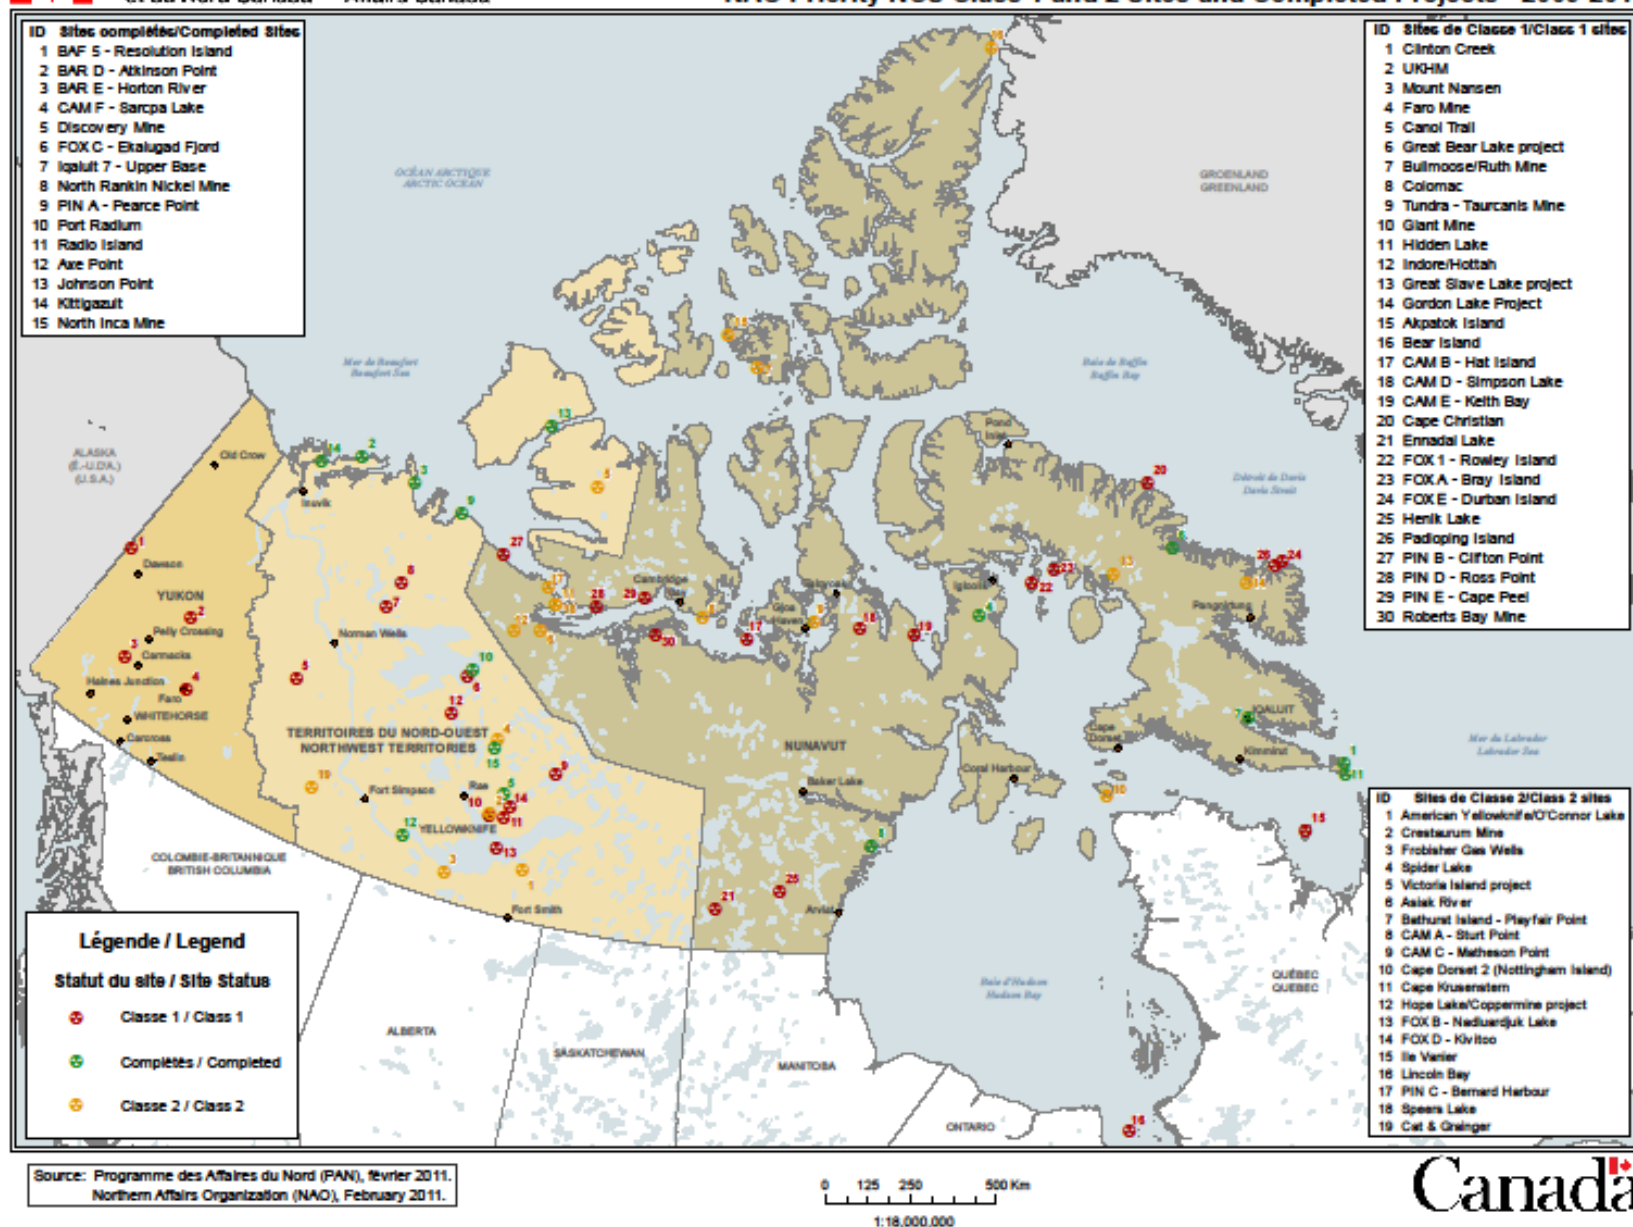 ID Sites complétés/Completed Sites
1 BAF 5 - Resolution Island
2 BAR D - Atkinson Point
3 BAR E - Horton River
4 CAM F - Sarcpa Lake
5 Discovery Mine
6 FOX C - Ekalugad Fjord
7 Iqaluit 7 - Upper Base
8 North Rankin Nickel Mine
9 PIN A - Pearce Point
10 Port Radium
11 Radio Island
12 Axe Point
13 Johnson Point
14 Kittigazuit
15 North Inca Mine
ID Sites de Classe 1/Class 1 sites
1 Clinton Creek
2 UKHM
3 Mount Nansen
4 Faro Mine
5 Canol Trail
6 Great Bear Lake project
7 Bullmoose/Ruth Mine
8 Colomac
9 Tundra - Taurcanis Mine
10 Giant Mine
11 Hidden Lake
12 Indore/Hottah
13 Great Slave Lake project
14 Gordon Lake Project
15 Akpatok Island
16 Bear Island
17 CAM B - Hat Island
18 CAM D - Simpson Lake
19 CAM E - Keith Bay
20 Cape Christian
21 Ennadai Lake
22 FOX 1 - Rowley Island
23 FOX A - Bray Island
24 FOX E - Durban Island
25 Henik Lake
26 Padloping Island
27 PIN B - Clifton Point
28 PIN D - Ross Point
29 PIN E - Cape Peel
30 Roberts Bay Mine
OCÉAN ARCTIQUE
ARCTIC OCEAN
GROENLAND
GREENLAND
Mer de Beaufort
Beaufort Sea
Baie de Baffin
Baffin Bay
ALASKA
(É.-U.D'A.)
(U.S.A.)
Old Crow
Inuvik
Pond
Inlet
Détroit de Davis
Davis Strait
Dawson
YUKON
Pelly Crossing
Carmacks
Haines Junction
Faro
WHITEHORSE
Carcross
Teslin
Norman Wells
Cambridge
Bay
Gjoa
Haven
Igloolik
Pangnirtung
TERRITOIRES DU NORD-OUEST
NORTHWEST TERRITORIES
NUNAVUT
IQALUIT
Kimmirut
Cape
Dorset
Mer du Labrador
Labrador Sea
Fort Simpson
Rae
YELLOWKNIFE
Baker Lake
Coral Harbour
Fort Smith
Arviat
COLOMBIE-BRITANNIQUE
BRITISH COLUMBIA
ALBERTA
SASKATCHEWAN
MANITOBA
ONTARIO
Baie d'Hudson
Hudson Bay
QUÉBEC
QUEBEC
ID Sites de Classe 2/Class 2 sites
1 American Yellowknife/O'Connor Lake
2 Crestaurum Mine
3 Frobisher Gas Wells
4 Spider Lake
5 Victoria Island project
6 Asiak River
7 Bathurst Island - Playfair Point
8 CAM A - Sturt Point
9 CAM C - Matheson Point
10 Cape Dorset 2 (Nottingham Island)
11 Cape Krusenstern
12 Hope Lake/Coppermine project
13 FOX B - Nadluardjuk Lake
14 FOX D - Kivitoo
15 Ile Vanier
16 Lincoln Bay
17 PIN C - Bernard Harbour
18 Speers Lake
19 Cat & Grainger
Légende / Legend
Statut du site / Site Status
Classe 1 / Class 1
Complétés / Completed
Classe 2 / Class 2
Source: Programme des Affaires du Nord (PAN), février 2011.
Northern Affairs Organization (NAO), February 2011.
0 125 250 500 Km
1:18,000,000
Canada